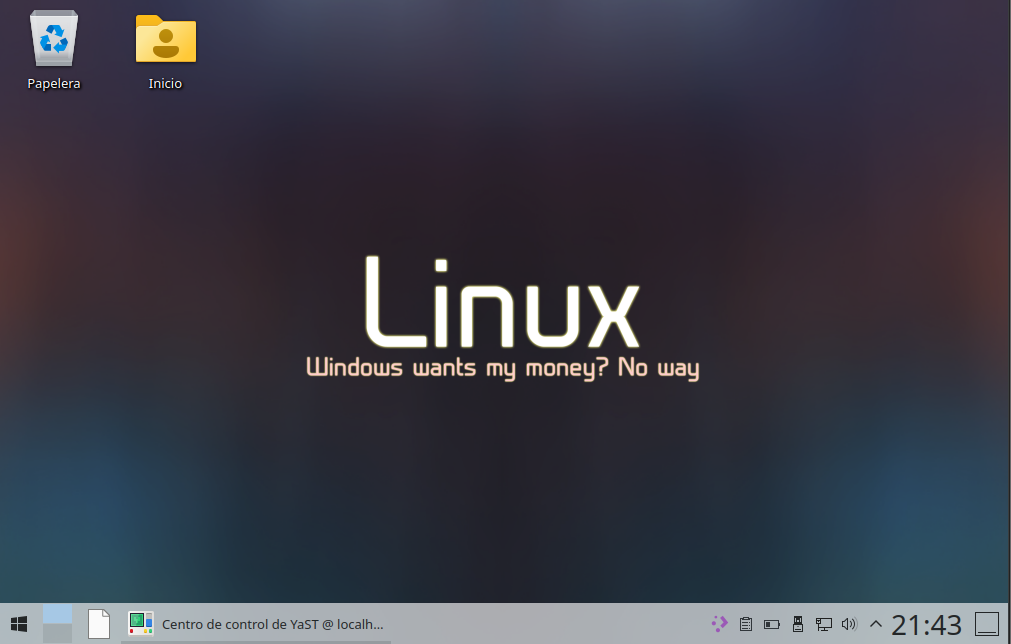 Papelera
Inicio
Linux
Windows wants my money? No way
Centro de control de YaST @ localh...
21:43